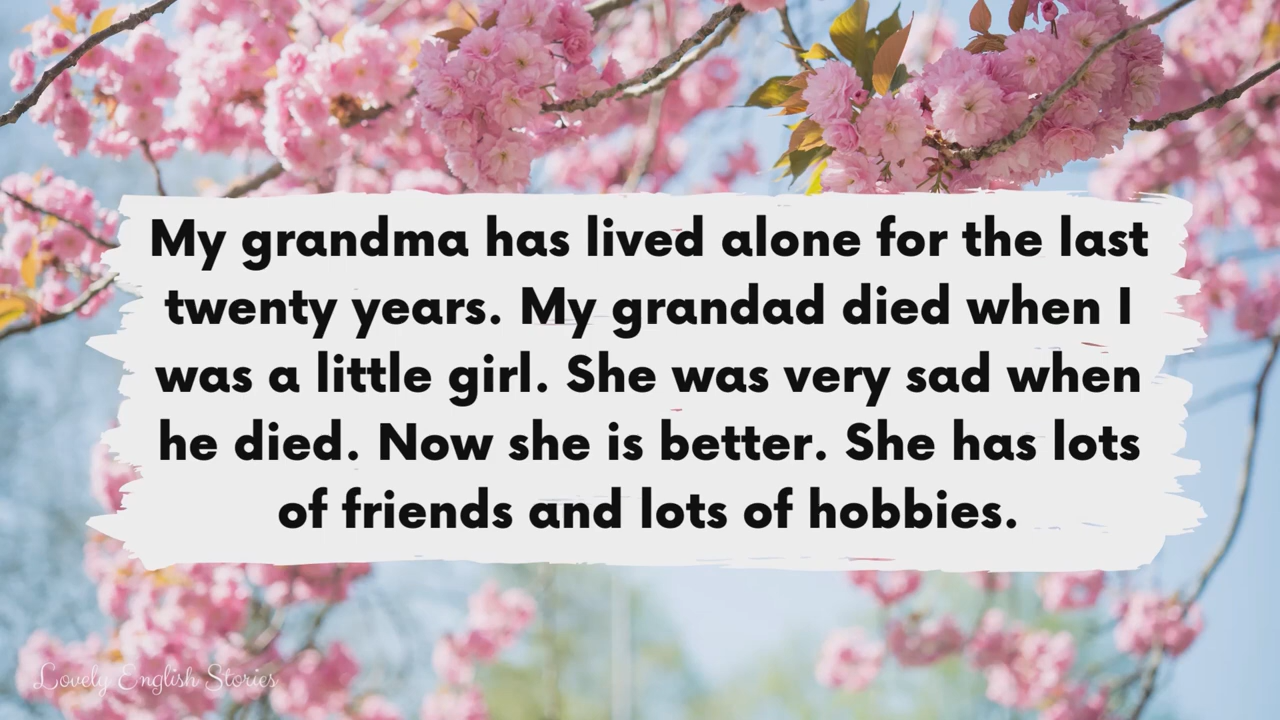 My grandma has lived alone for the last
twenty years. My grandad died when I
was a little girl. She was very sad when
he died. Now she is better. She has lots
of friends and lots of hobbies.
Lovely English Stories